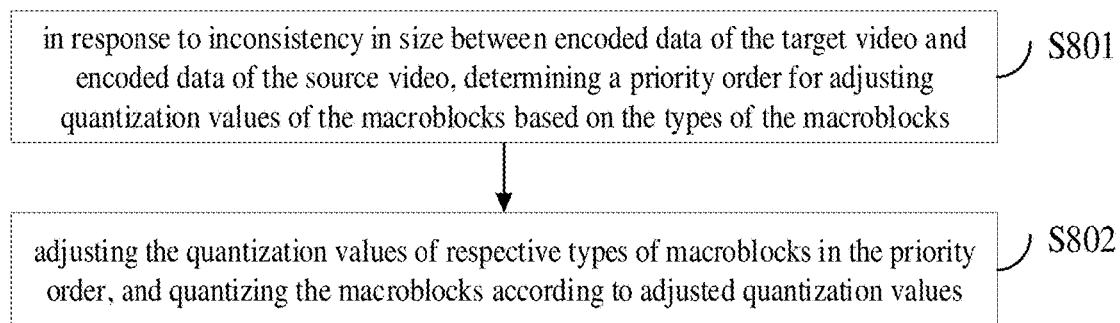 in response to inconsistency in size between encoded data of the target video and
encoded data of the source video, determining a priority order for adjusting
quantization values of the macroblocks based on the types of the macroblocks
S801
adjusting the quantization values of respective types of macroblocks in the priority
order, and quantizing the macroblocks according to adjusted quantization values
S802